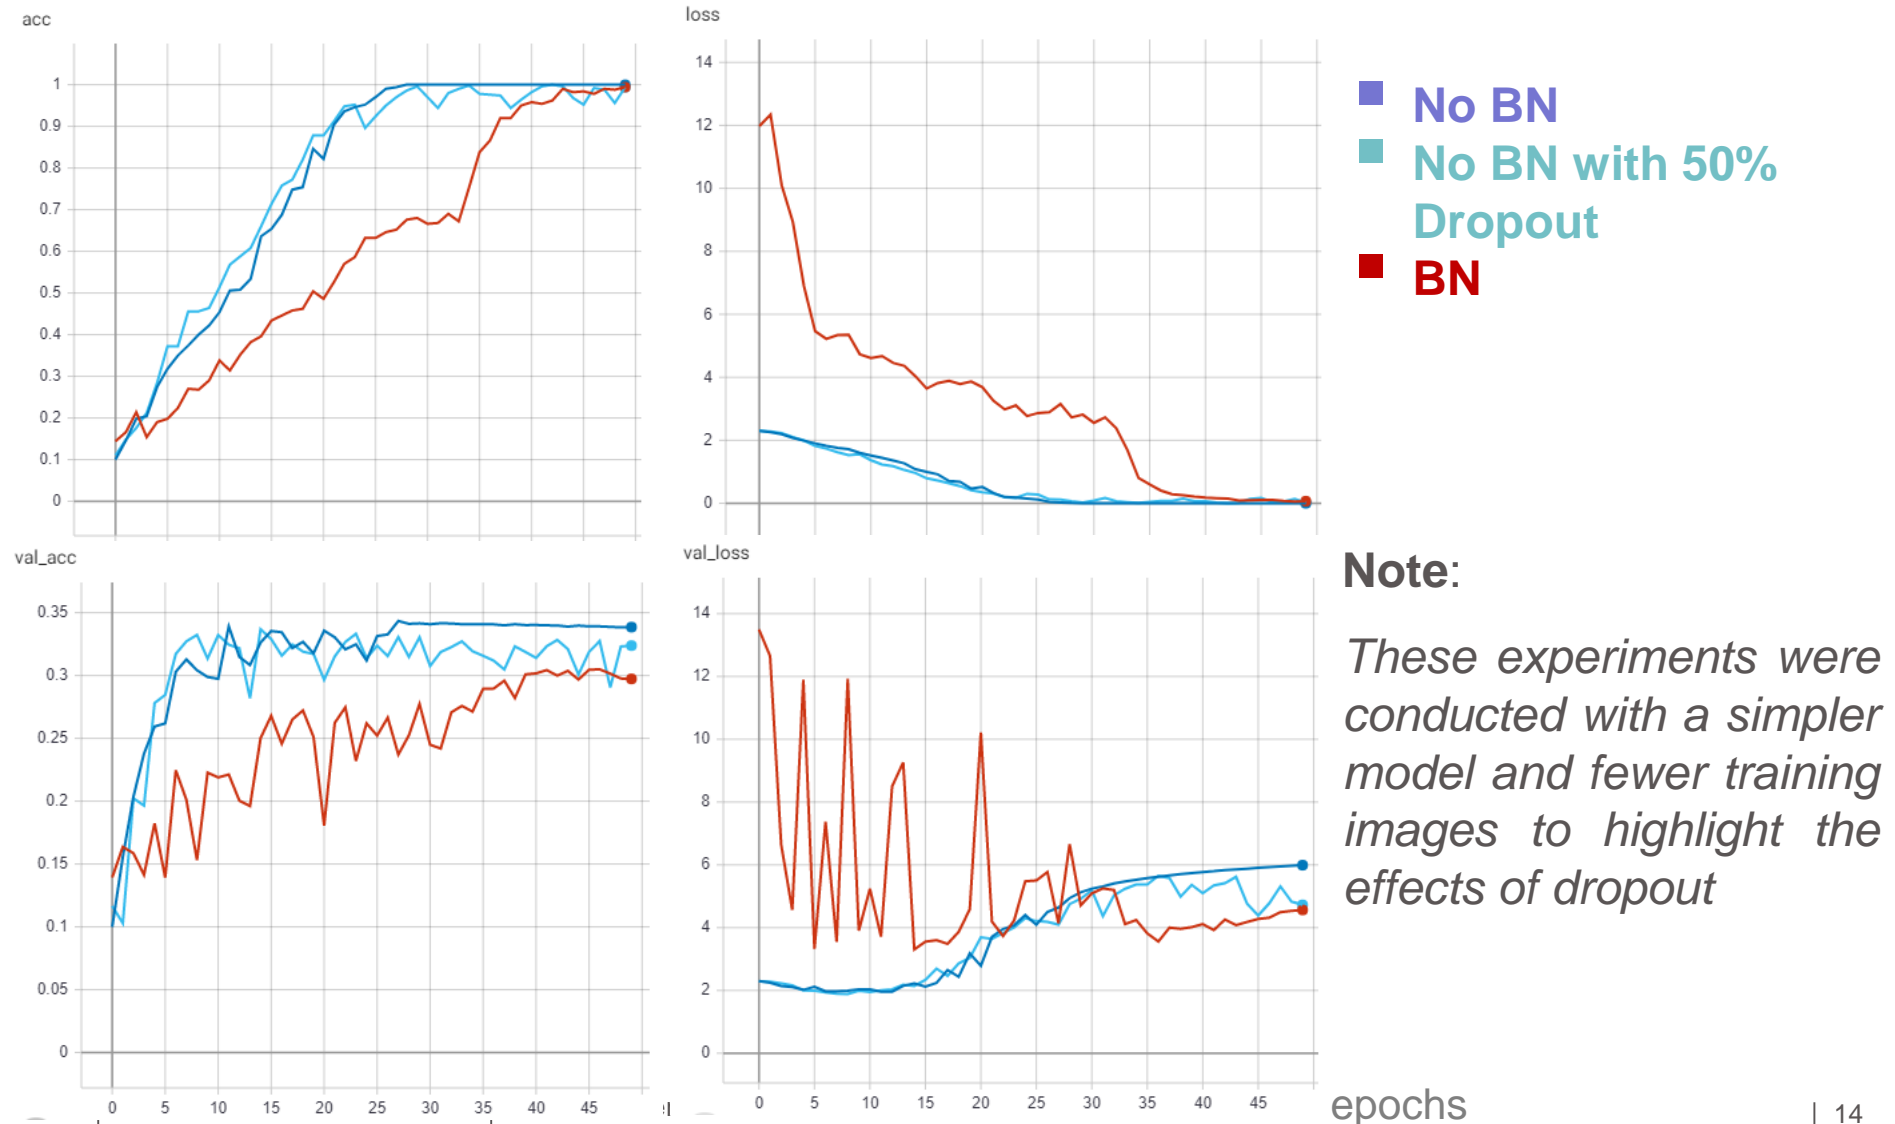 acc
1
0.9
0.8
0.7
0.6
0.5
0.4
0.3
0.2
0.1
0
loss
14
12
10
8
6
4
2
0
No BN
No BN with 50%
Dropout
BN
val_acc
0.35
0.3
0.25
0.2
0.15
0.1
0.05
0
0 5 10 15 20 25 30 35 40 45
val_loss
14
12
10
8
6
4
2
0
0 5 10 15 20 25 30 35 40 45
Note:
These experiments were
conducted with a simpler
model and fewer training
images to highlight the
effects of dropout
epochs
| 14